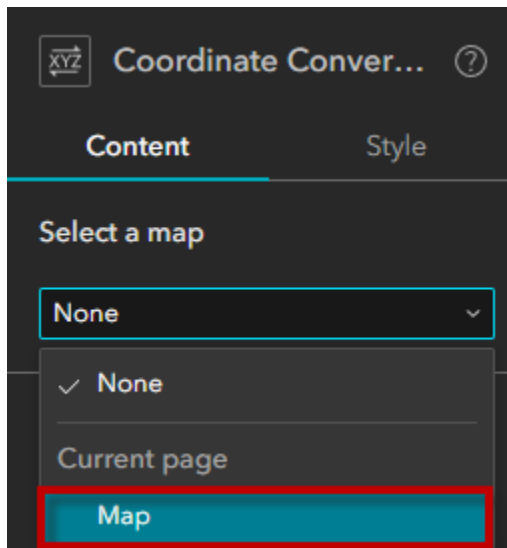 XYZ
Coordinate Conver... ?
Content Style
Select a map
None
None
Current page
Map